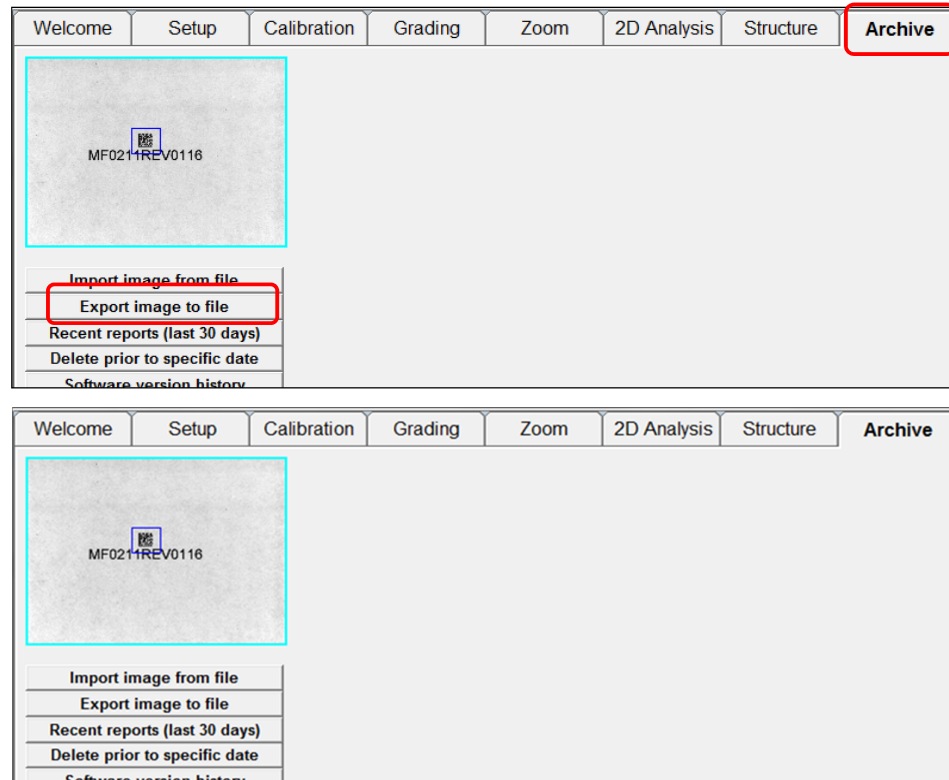 Welcome Setup Calibration Grading Zoom 2D Analysis Structure Archive
MF0211REV0116
Import image from file
Export image to file
Recent reports (last 30 days)
Delete prior to specific date
Software version history
Welcome Setup Calibration Grading Zoom 2D Analysis Structure Archive
MF0211REV0116
Import image from file
Export image to file
Recent reports (last 30 days)
Delete prior to specific date
Software version history